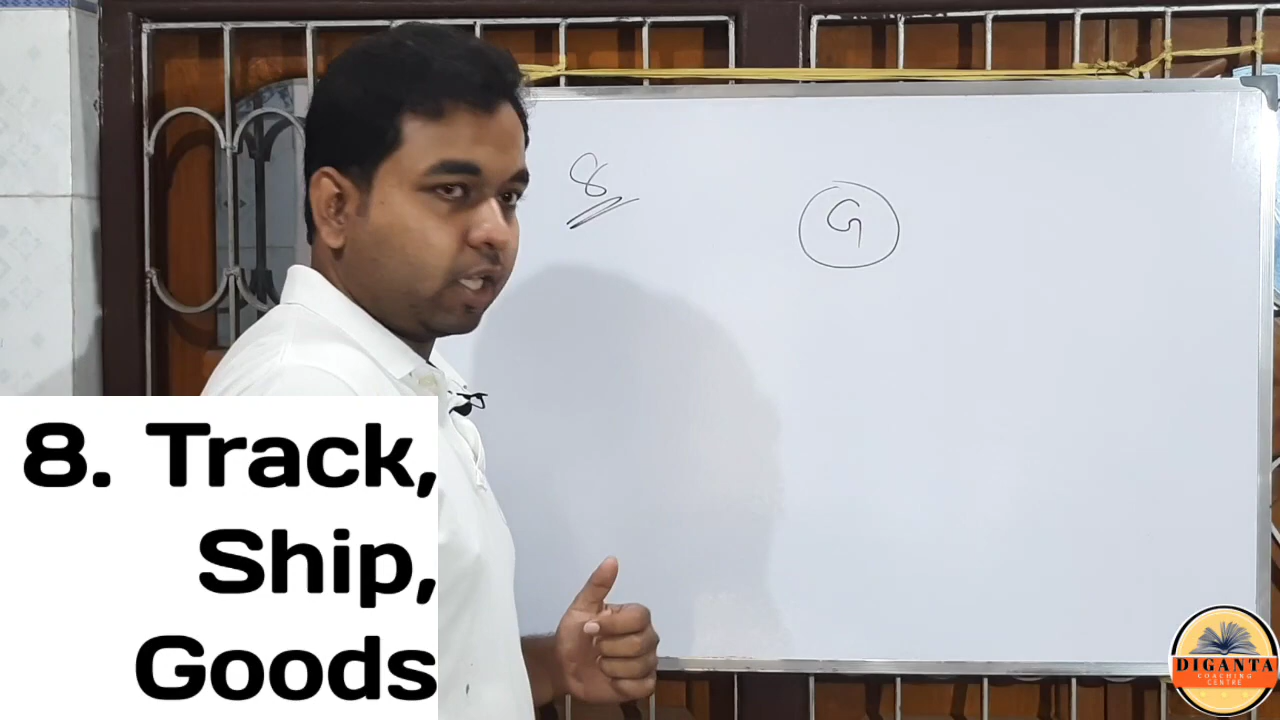 8
G
8. Track,
Ship,
Goods
DIGANTA
COACHING
CENTRE